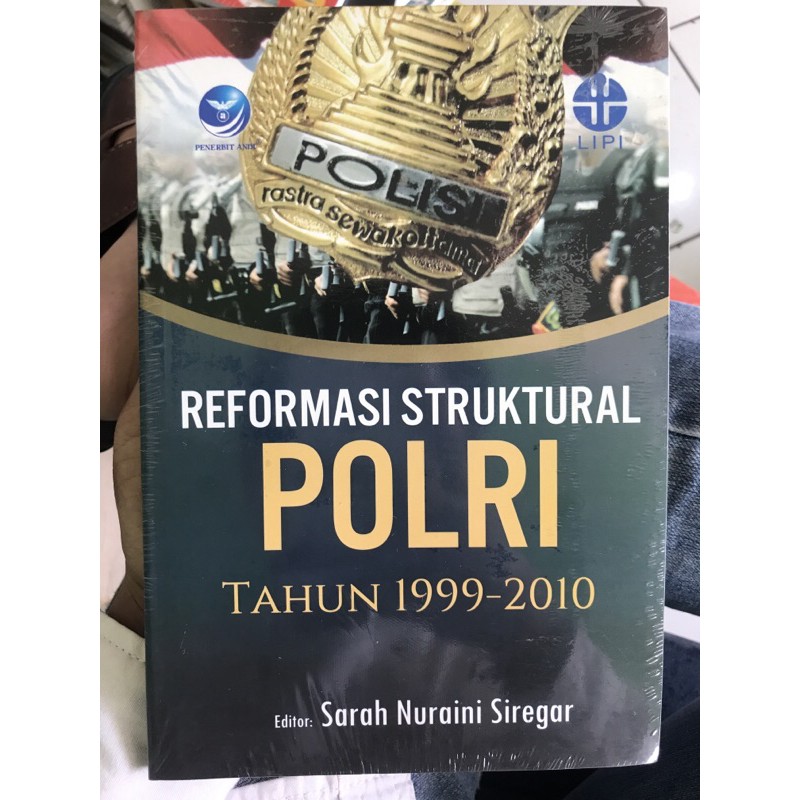 PENERBIT ANDI
LIPI
POLISI
rastra sewakottama
REFORMASI STRUKTURAL
POLRI
TAHUN 1999-2010
Editor: Sarah Nuraini Siregar